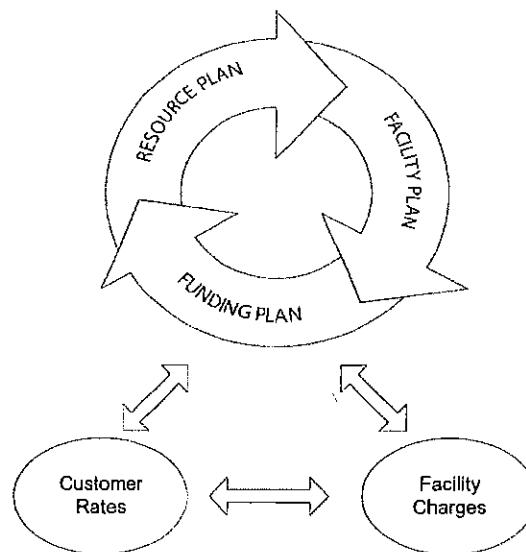 RESOURCE PLAN
FACILITY PLAN
FUNDING PLAN
Customer
Rates
Facility
Charges